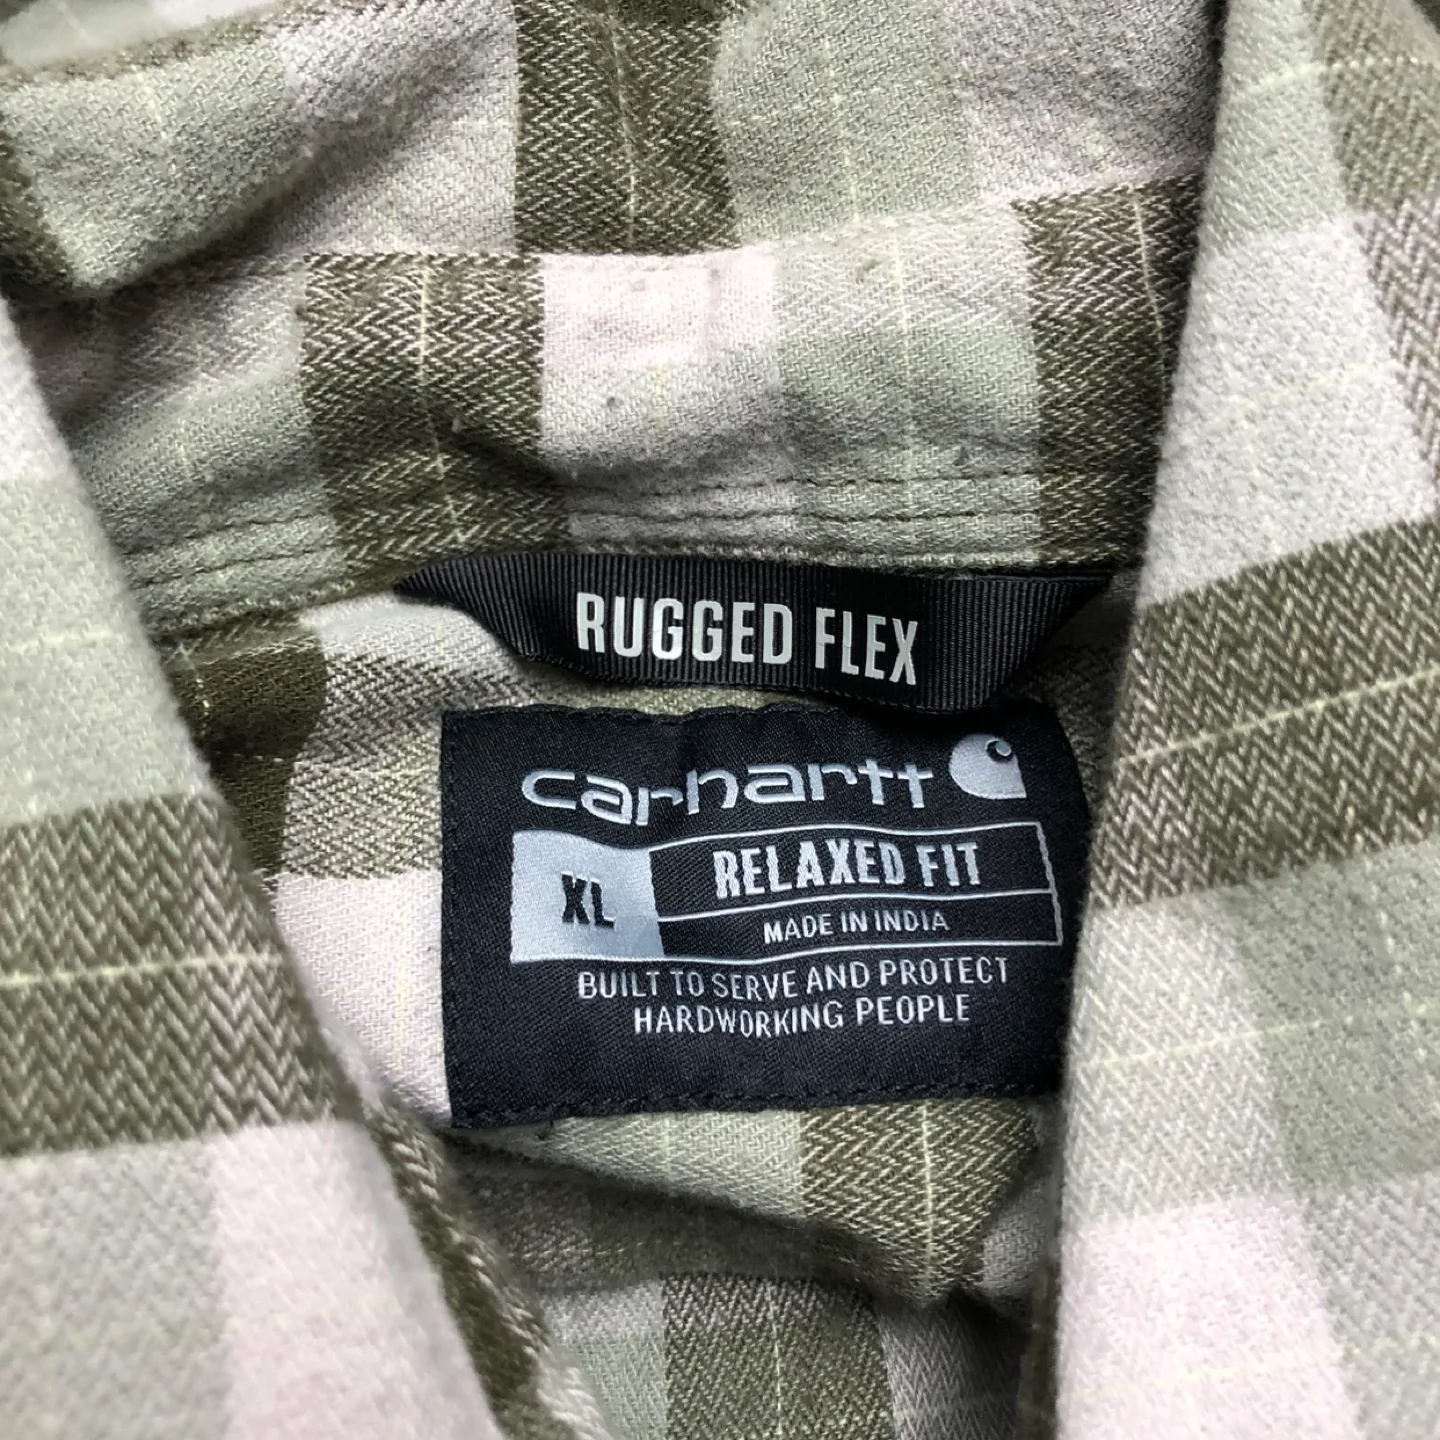 RUGGED FLEX
carhartt
XL
RELAXED FIT
MADE IN INDIA
BUILT TO SERVE AND PROTECT
HARDWORKING PEOPLE